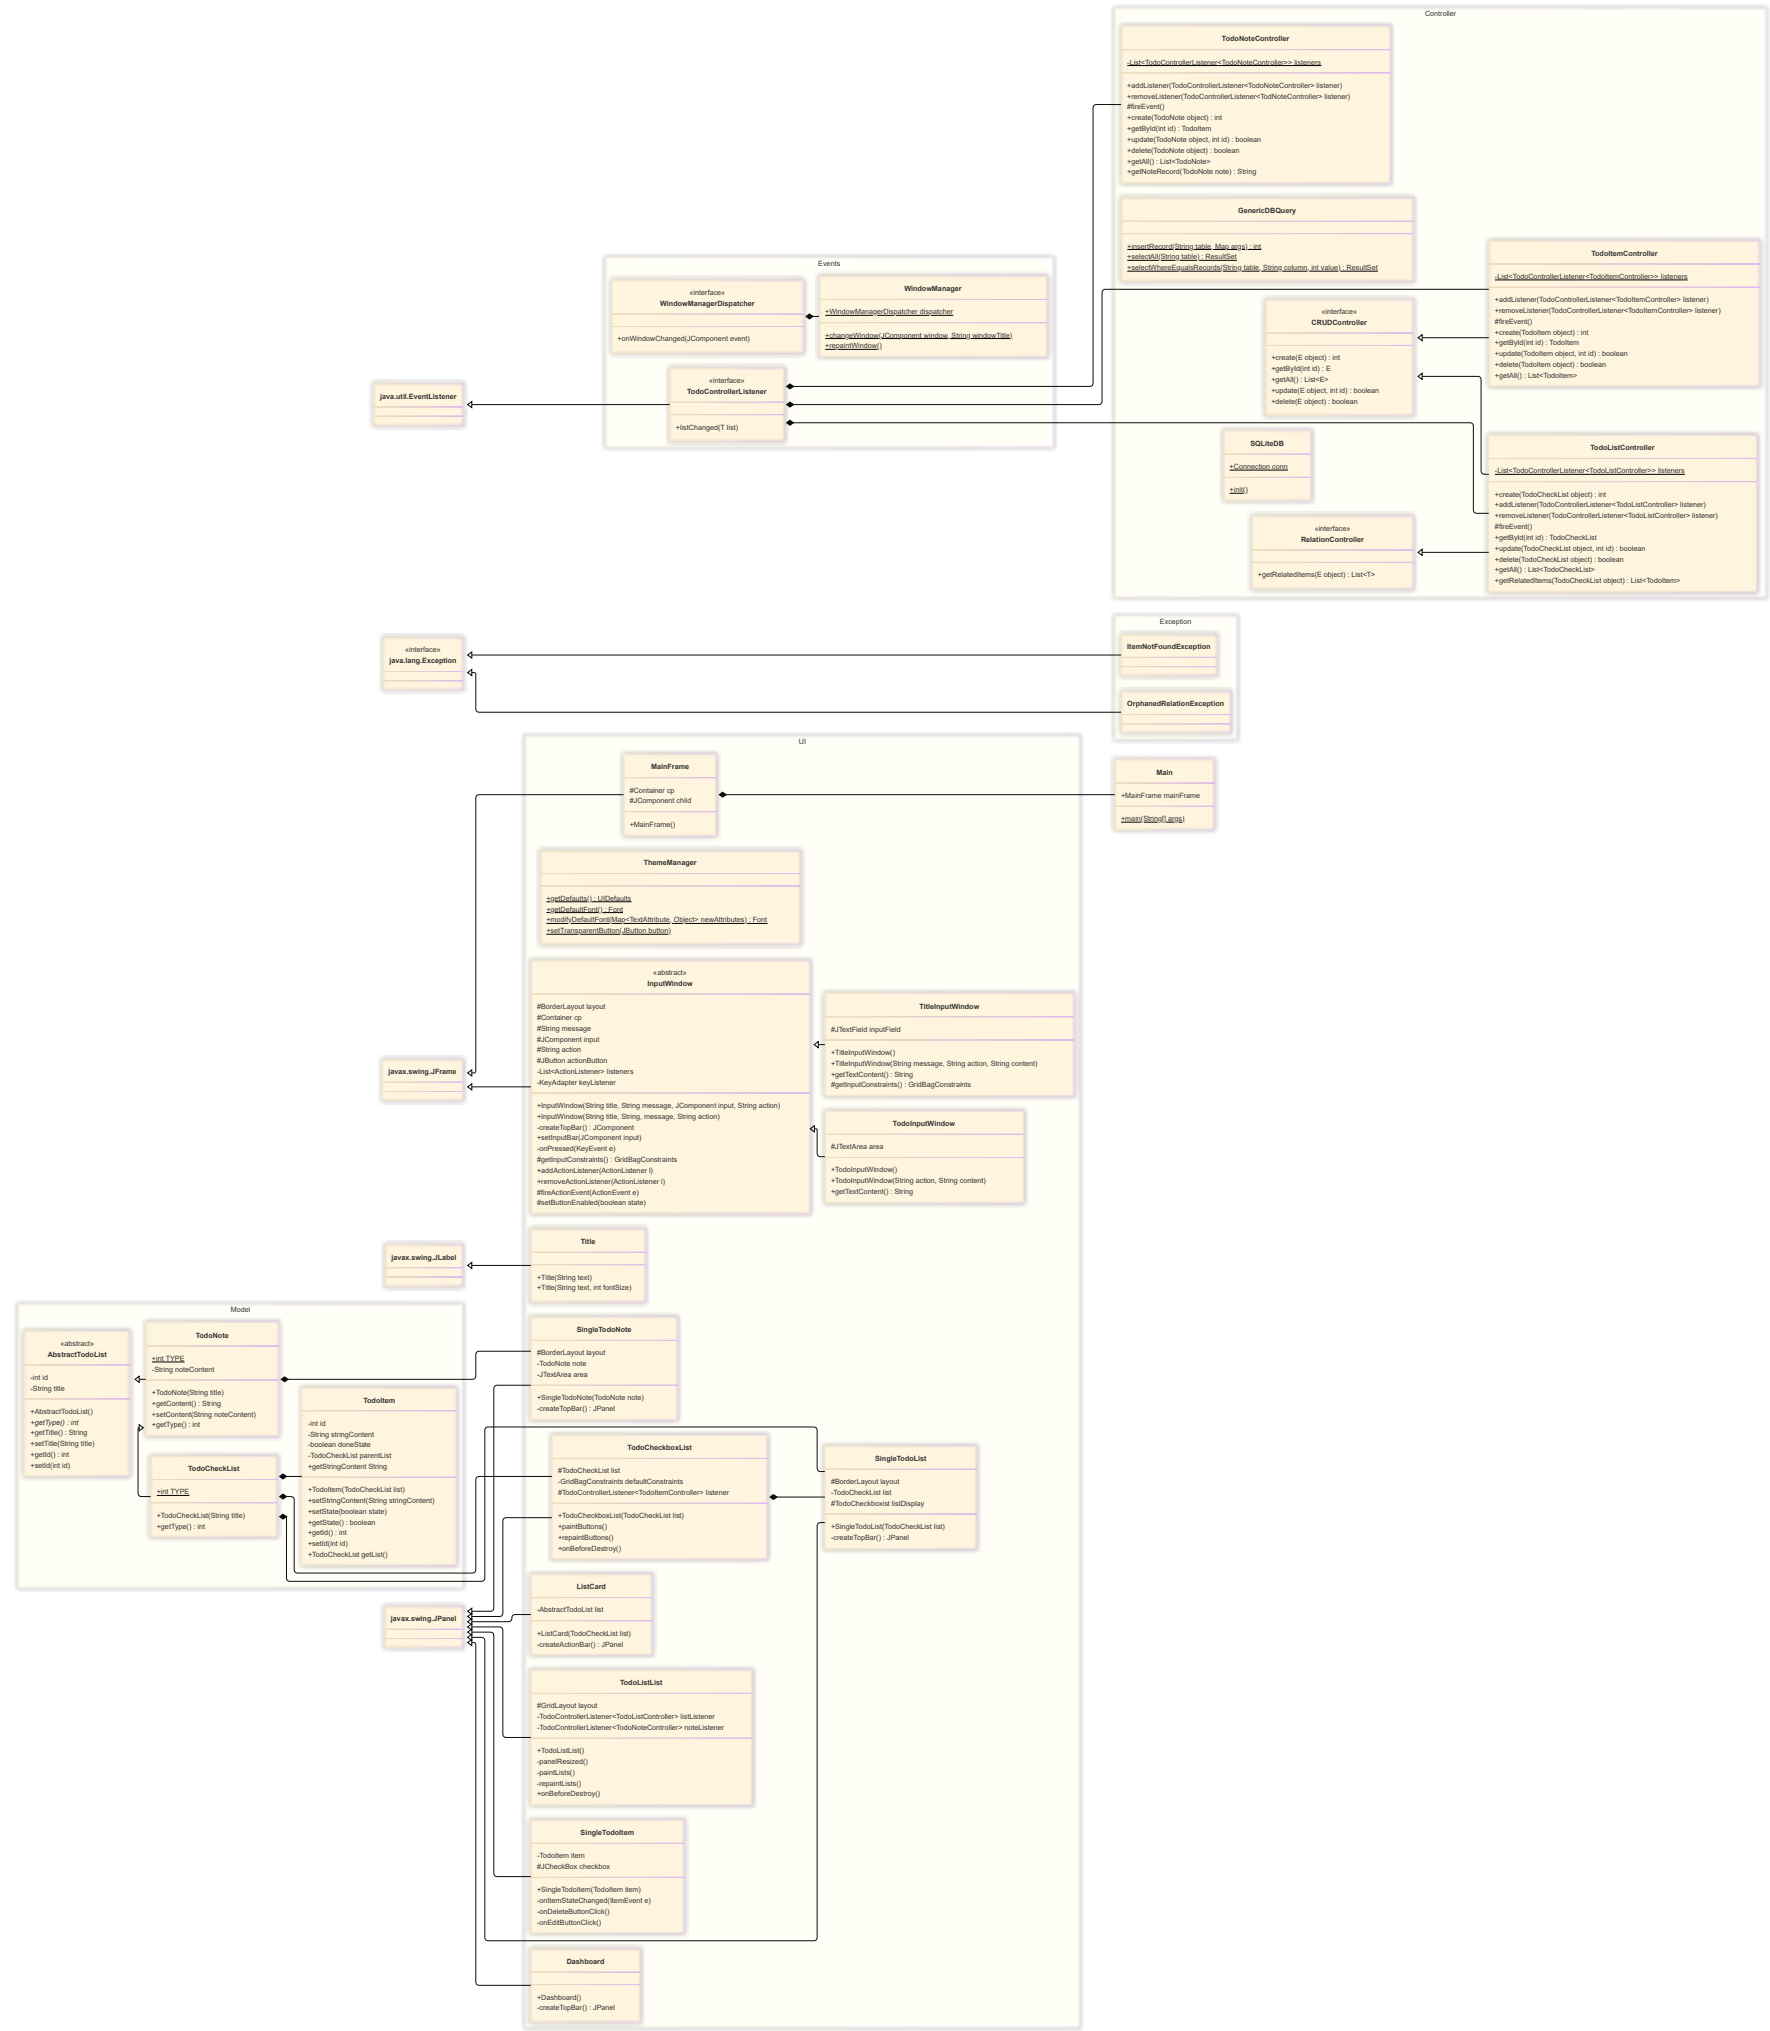 Controller
TodoNoteController
-List<TodoControllerListener<TodoNoteController>> listeners
+addListener(TodoControllerListener<TodoNoteController> listener)
+removeListener(TodoControllerListener<TodNoteController> listener)
#fireEvent()
+create(TodoNote object) : int
+getById(int id) : TodoItem
+update(TodoNote object, int id) : boolean
+delete(TodoNote object) : boolean
+getAll() : List<TodoNote>
+getNoteRecord(TodoNote note) : String
GenericDBQuery
+insertRecord(String table, Map args) : int
+selectAll(String table) : ResultSet
+selectWhereEqualsRecords(String table, String column, int value) : ResultSet
TodoItemController
-List<TodoControllerListener<TodoItemController>> listeners
+addListener(TodoControllerListener<TodoItemController> listener)
+removeListener(TodoControllerListener<TodoItemController> listener)
#fireEvent()
+create(TodoItem object) : int
+getById(int id) : TodoItem
+update(TodoItem object, int id) : boolean
+delete(TodoItem object) : boolean
+getAll() : List<TodoItem>
«interface»
CRUDController
+create(E object) : int
+getById(int id) : E
+getAll() : List<E>
+update(E object, int id) : boolean
+delete(E object) : boolean
SQLiteDB
+Connection conn
+init()
TodoListController
-List<TodoControllerListener<TodoListController>> listeners
+create(TodoCheckList object) : int
+addListener(TodoControllerListener<TodoListController> listener)
+removeListener(TodoControllerListener<TodoListController> listener)
#fireEvent()
+getById(int id) : TodoCheckList
+update(TodoCheckList object, int id) : boolean
+delete(TodoCheckList object) : boolean
+getAll() : List<TodoCheckList>
+getRelatedItems(TodoCheckList object) : List<TodoItem>
«interface»
RelationController
+getRelatedItems(E object) : List<T>
Events
«interface»
WindowManagerDispatcher
+onWindowChanged(JComponent event)
WindowManager
+WindowManagerDispatcher dispatcher
+changeWindow(JComponent window, String windowTitle)
+repaintWindow()
«interface»
TodoControllerListener
+listChanged(T list)
java.util.EventListener
Exception
ItemNotFoundException
OrphanedRelationException
«interface»
java.lang.Exception
UI
MainFrame
#Container cp
#JComponent child
+MainFrame()
Main
+MainFrame mainFrame
+main(String[] args)
ThemeManager
+getDefaults() : UIDefaults
+getDefaultFont() : Font
+modifyDefaultFont(Map<TextAttribute, Object> newAttributes) : Font
+setTransparentButton(JButton button)
«abstract»
InputWindow
#BorderLayout layout
#Container cp
#String message
#JComponent input
#String action
#JButton actionButton
-List<ActionListener> listeners
-KeyAdapter keyListener
+InputWindow(String title, String message, JComponent input, String action)
+InputWindow(String title, String, message, String action)
-createTopBar() : JComponent
+setInputBar(JComponent input)
-onPressed(KeyEvent e)
#getInputConstraints() : GridBagConstraints
+addActionListener(ActionListener l)
+removeActionListener(ActionListener l)
#fireActionEvent(ActionEvent e)
#setButtonEnabled(boolean state)
TitleInputWindow
#JTextField inputField
+TitleInputWindow()
+TitleInputWindow(String message, String action, String content)
+getTextContent() : String
#getInputConstraints() : GridBagConstraints
TodoInputWindow
#JTextArea area
+TodoInputWindow()
+TodoInputWindow(String action, String content)
+getTextContent() : String
javax.swing.JFrame
javax.swing.JLabel
Title
+Title(String text)
+Title(String text, int fontSize)
Model
«abstract»
AbstractTodoList
-int id
-String title
+AbstractTodoList()
+getType() : int
+getTitle() : String
+setTitle(String title)
+getId() : int
+setId(int id)
TodoNote
+int TYPE
-String noteContent
+TodoNote(String title)
+getContent() : String
+setContent(String noteContent)
+getType() : int
TodoItem
-int id
-String stringContent
-boolean doneState
-TodoCheckList parentList
+getStringContent String
+TodoItem(TodoCheckList list)
+setStringContent(String stringContent)
+setState(boolean state)
+getState() : boolean
+getId() : int
+setId(int id)
+TodoCheckList getList()
TodoCheckList
+int TYPE
+TodoCheckList(String title)
+getType() : int
SingleTodoNote
#BorderLayout layout
-TodoNote note
-JTextArea area
+SingleTodoNote(TodoNote note)
-createTopBar() : JPanel
TodoCheckboxList
#TodoCheckList list
-GridBagConstraints defaultConstraints
#TodoControllerListener<TodoItemController> listener
+TodoCheckboxList(TodoCheckList list)
+paintButtons()
+repaintButtons()
+onBeforeDestroy()
SingleTodoList
#BorderLayout layout
-TodoCheckList list
#TodoCheckboxist listDisplay
+SingleTodoList(TodoCheckList list)
-createTopBar() : JPanel
javax.swing.JPanel
ListCard
-AbstractTodoList list
+ListCard(TodoCheckList list)
-createActionBar() : JPanel
TodoListList
#GridLayout layout
-TodoControllerListener<TodoListController> listListener
-TodoControllerListener<TodoNoteController> noteListener
+TodoListList()
-panelResized()
-paintLists()
-repaintLists()
+onBeforeDestroy()
SingleTodoItem
-TodoItem item
#JCheckBox checkbox
+SingleTodoItem(TodoItem item)
-onItemStateChanged(ItemEvent e)
-onDeleteButtonClick()
-onEditButtonClick()
Dashboard
+Dashboard()
-createTopBar() : JPanel